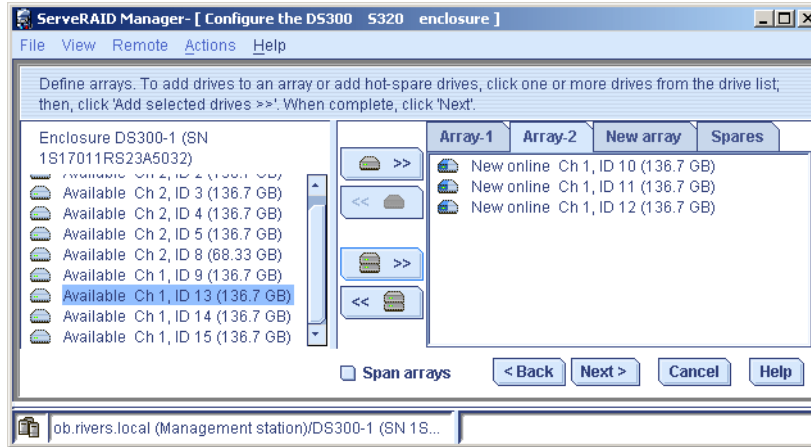 ServeRAID Manager- [ Configure the DS300 S320 enclosure ]
File View Remote Actions Help
Define arrays. To add drives to an array or add hot-spare drives, click one or more drives from the drive list;
then, click 'Add selected drives >>'. When complete, click 'Next'.
Enclosure DS300-1 (SN
1S17011RS23A5032)
Available Ch 2, ID 2 (136.7 GB)
Available Ch 2, ID 3 (136.7 GB)
Available Ch 2, ID 4 (136.7 GB)
Available Ch 2, ID 5 (136.7 GB)
Available Ch 2, ID 8 (68.33 GB)
Available Ch 1, ID 9 (136.7 GB)
Available Ch 1, ID 13 (136.7 GB)
Available Ch 1, ID 14 (136.7 GB)
Available Ch 1, ID 15 (136.7 GB)
>>
<<
>>
<<
Array-1 Array-2 New array Spares
New online Ch 1, ID 10 (136.7 GB)
New online Ch 1, ID 11 (136.7 GB)
New online Ch 1, ID 12 (136.7 GB)
Span arrays
< Back Next > Cancel Help
ob.rivers.local (Management station)/DS300-1 (SN 1S...